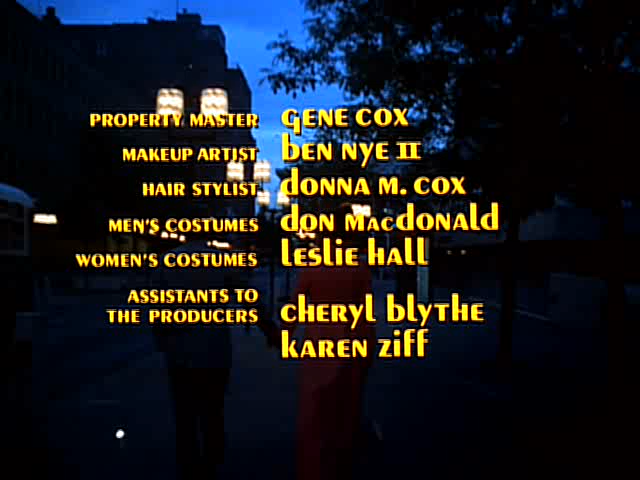 PROPERTY MASTER GENE COX
MAKEUP ARTIST BEN NYE II
HAIR STYLIST DONNA M. COX
MEN'S COSTUMES DON MACDONALD
WOMEN'S COSTUMES LESLIE HALL
ASSISTANTS TO
THE PRODUCERS CHERYL BLYTHE
KAREN ZIFF